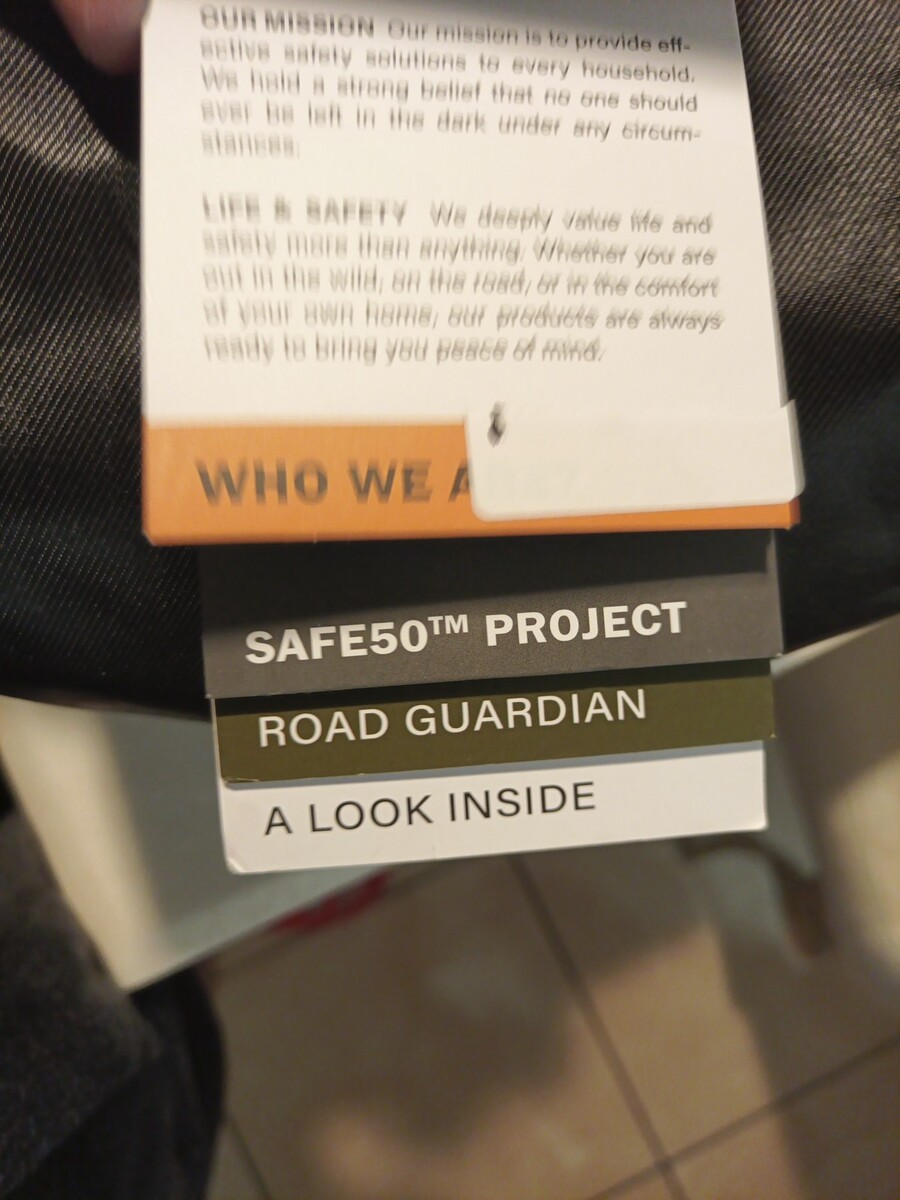 OUR MISSION Our mission is to provide eff-
ective safety solutions to every household.
We hold a strong belief that no one should
ever be left in the dark under any circum-
stances.
LIFE & SAFETY We deeply value life and
safety more than anything. Whether you are
out in the wild, on the road, or in the comfort
of your own home, our products are always
ready to bring you peace of mind.
WHO WE
SAFE50™ PROJECT
ROAD GUARDIAN
A LOOK INSIDE